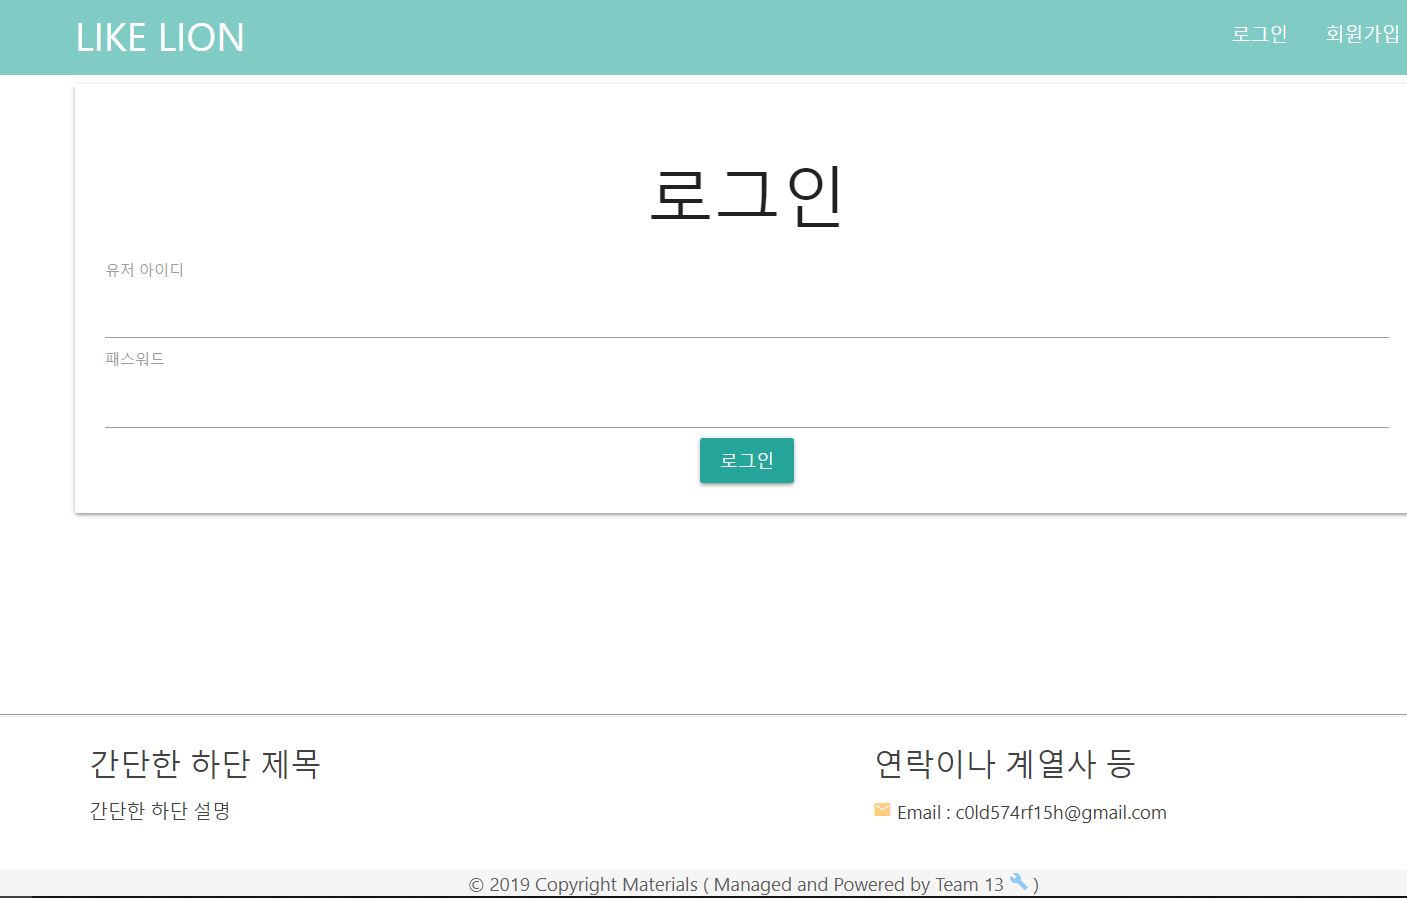 LIKE LION
로그인 회원가입
로그인
유저 아이디
패스워드
로그인
간단한 하단 제목
간단한 하단 설명
연락이나 계열사 등
Email : c0ld574rf15h@gmail.com
© 2019 Copyright Materials ( Managed and Powered by Team 13 )